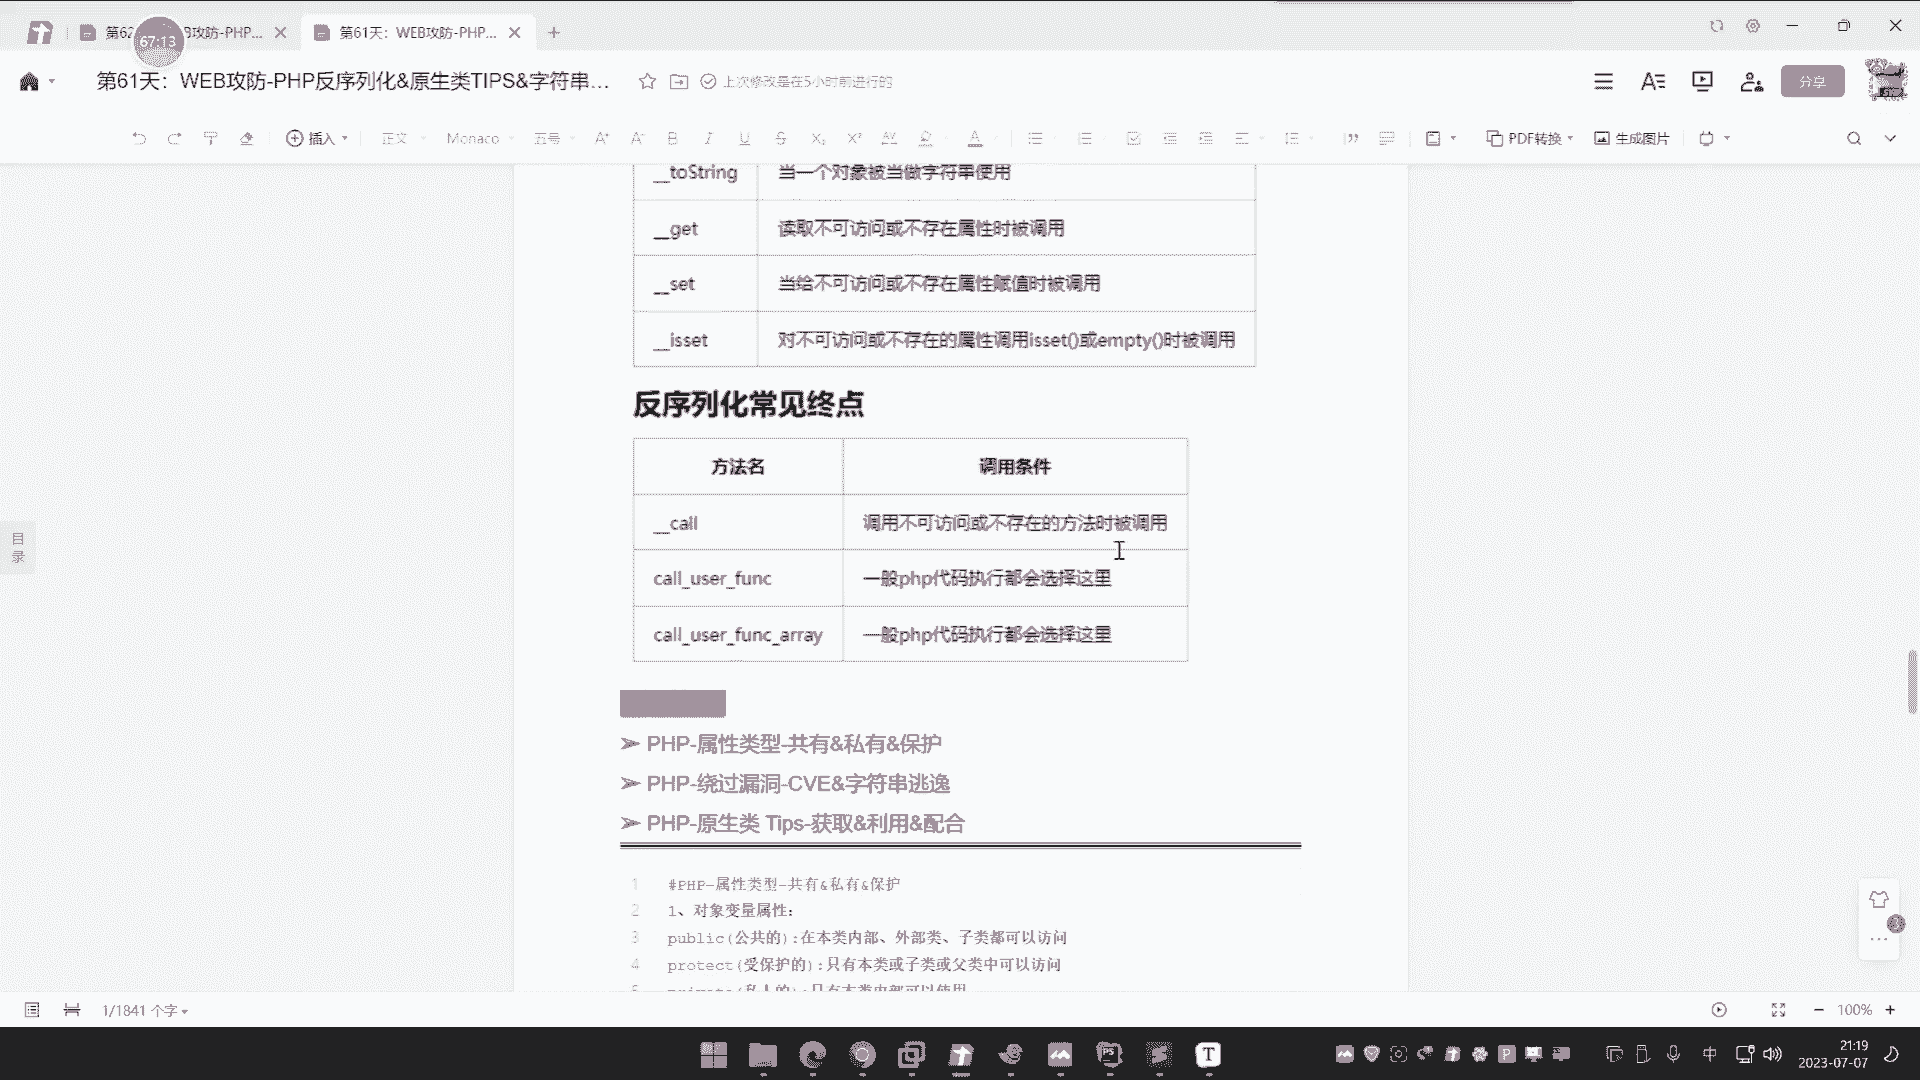 第62 B攻防-PHP...
67:13
第61天：WEB攻防-PHP...
第61天：WEB攻防-PHP反序列化&原生类TIPS&字符串...
上次修改是在5小时前进行的
分享
插入
正文
Monaco
五号
PDF转换
生成图片
__toString 当一个对象被当做字符串使用
__get 读取不可访问或不存在属性时被调用
__set 当给不可访问或不存在属性赋值时被调用
__isset 对不可访问或不存在的属性调用isset()或empty()时被调用
反序列化常见终点
方法名 调用条件
__call 调用不可访问或不存在的方法时被调用
call_user_func 一般php代码执行都会选择这里
call_user_func_array 一般php代码执行都会选择这里
目录
➢ PHP-属性类型-共有&私有&保护
➢ PHP-绕过漏洞-CVE&字符串逃逸
➢ PHP-原生类 Tips-获取&利用&配合
1 #PHP-属性类型-共有&私有&保护
2 1、对象变量属性：
3 public(公共的):在本类内部、外部类、子类都可以访问
4 protect(受保护的):只有本类或子类或父类中可以访问
5 private(私人的):只有本类内部可以使用
1/1841 个字
100%
中
21:19
2023-07-07